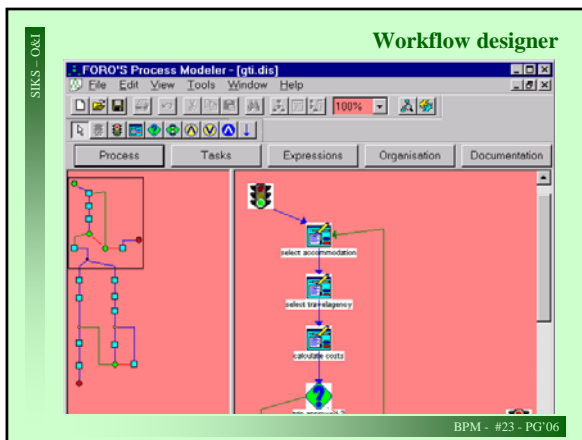 Workflow designer
SIKS – O&I
FORO'S Process Modeler - [gti.dis]
File Edit View Tools Window Help
100%
Process Tasks Expressions Organisation Documentation
select accommodation
select travelagency
calculate costs
?
BPM - #23 - PG'06